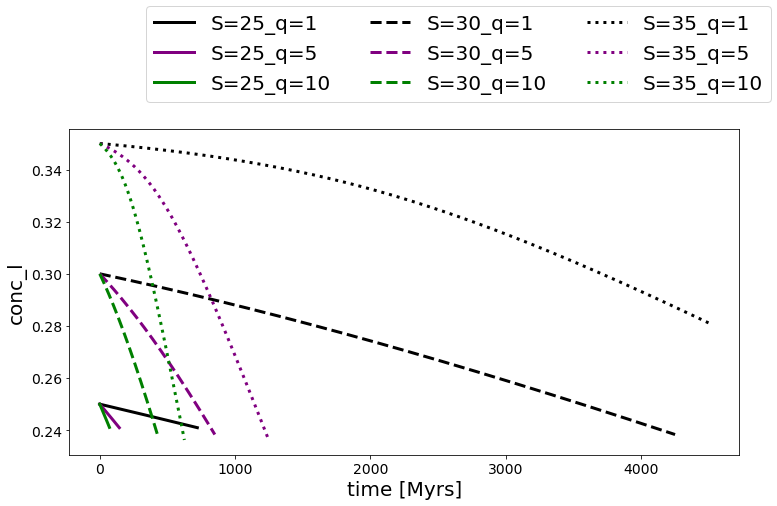 S=25_q=1 S=30_q=1 S=35_q=1
S=25_q=5 S=30_q=5 S=35_q=5
S=25_q=10 S=30_q=10 S=35_q=10
0.34
0.32
0.30
0.28
0.26
0.24
conc_l
0 1000 2000 3000 4000
time [Myrs]